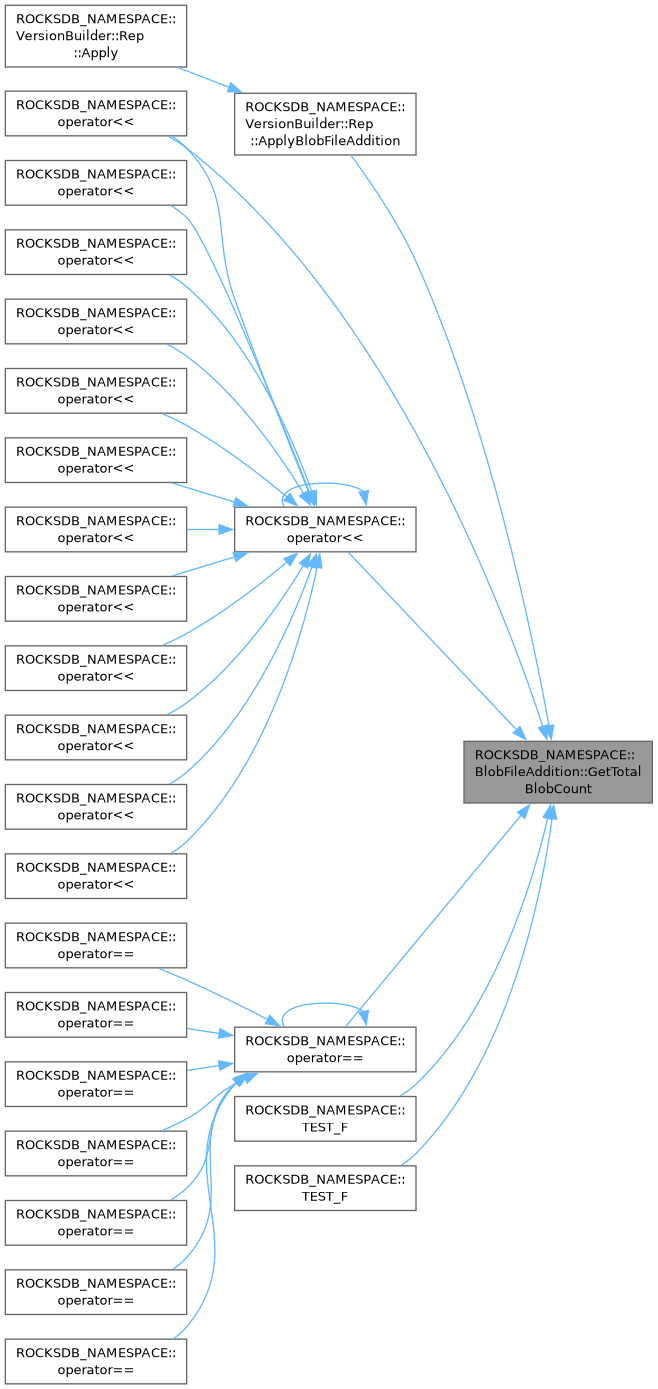 ROCKSDB_NAMESPACE::
VersionBuilder::Rep
::Apply
ROCKSDB_NAMESPACE::
operator<<
ROCKSDB_NAMESPACE::
operator<<
ROCKSDB_NAMESPACE::
operator<<
ROCKSDB_NAMESPACE::
operator<<
ROCKSDB_NAMESPACE::
operator<<
ROCKSDB_NAMESPACE::
operator<<
ROCKSDB_NAMESPACE::
operator<<
ROCKSDB_NAMESPACE::
operator<<
ROCKSDB_NAMESPACE::
operator<<
ROCKSDB_NAMESPACE::
operator<<
ROCKSDB_NAMESPACE::
operator<<
ROCKSDB_NAMESPACE::
operator<<
ROCKSDB_NAMESPACE::
operator==
ROCKSDB_NAMESPACE::
operator==
ROCKSDB_NAMESPACE::
operator==
ROCKSDB_NAMESPACE::
operator==
ROCKSDB_NAMESPACE::
operator==
ROCKSDB_NAMESPACE::
operator==
ROCKSDB_NAMESPACE::
operator==
ROCKSDB_NAMESPACE::
VersionBuilder::Rep
::ApplyBlobFileAddition
ROCKSDB_NAMESPACE::
operator<<
ROCKSDB_NAMESPACE::
operator==
ROCKSDB_NAMESPACE::
TEST_F
ROCKSDB_NAMESPACE::
TEST_F
ROCKSDB_NAMESPACE::
BlobFileAddition::GetTotal
BlobCount